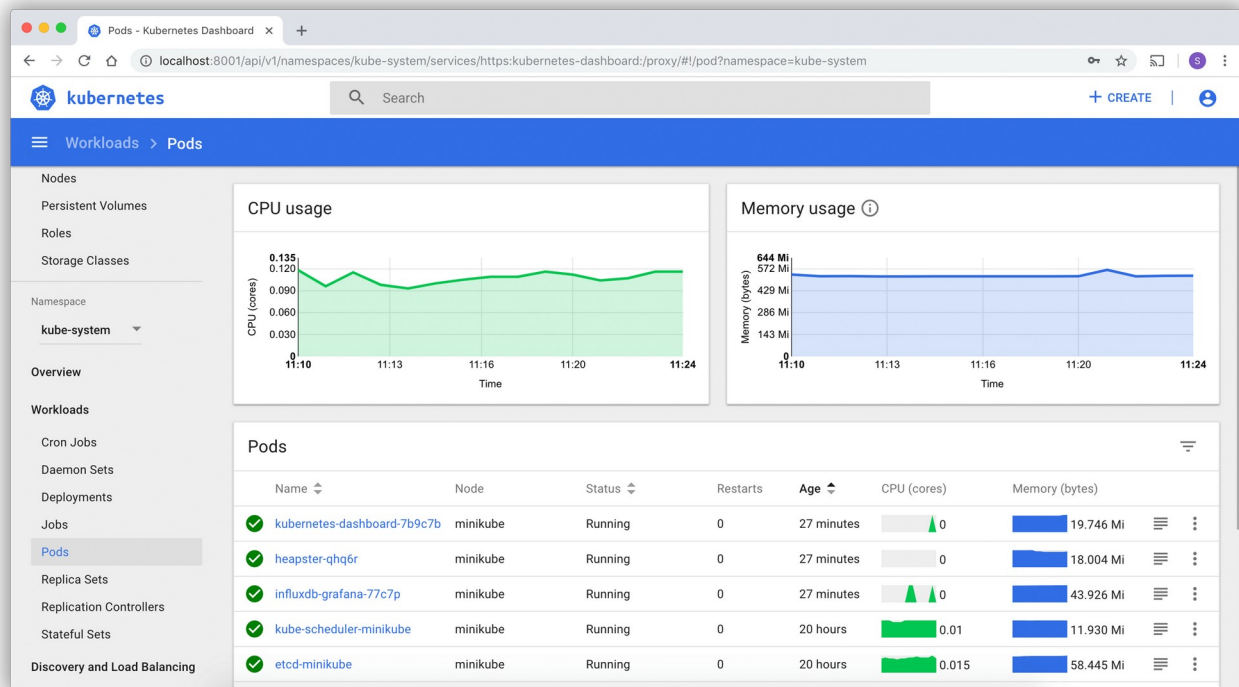 Pods - Kubernetes Dashboard
localhost:8001/api/v1/namespaces/kube-system/services/https:kubernetes-dashboard:/proxy/#!/pod?namespace=kube-system
S
kubernetes
Search
+ CREATE
Workloads > Pods
Nodes
Persistent Volumes
Roles
Storage Classes
Namespace
kube-system
Overview
Workloads
Cron Jobs
Daemon Sets
Deployments
Jobs
Pods
Replica Sets
Replication Controllers
Stateful Sets
Discovery and Load Balancing
CPU usage
CPU (cores)
0.135
0.120
0.090
0.060
0.030
0
11:10 11:13 11:16 11:20 11:24
Time
Memory usage
Memory (bytes)
644 Mi
572 Mi
429 Mi
286 Mi
143 Mi
0
11:10 11:13 11:16 11:20 11:24
Time
Pods
Name Node Status Restarts Age CPU (cores) Memory (bytes)
kubernetes-dashboard-7b9c7b minikube Running 0 27 minutes 0 19.746 Mi
heapster-qhq6r minikube Running 0 27 minutes 0 18.004 Mi
influxdb-grafana-77c7p minikube Running 0 27 minutes 0 43.926 Mi
kube-scheduler-minikube minikube Running 0 20 hours 0.01 11.930 Mi
etcd-minikube minikube Running 0 20 hours 0.015 58.445 Mi